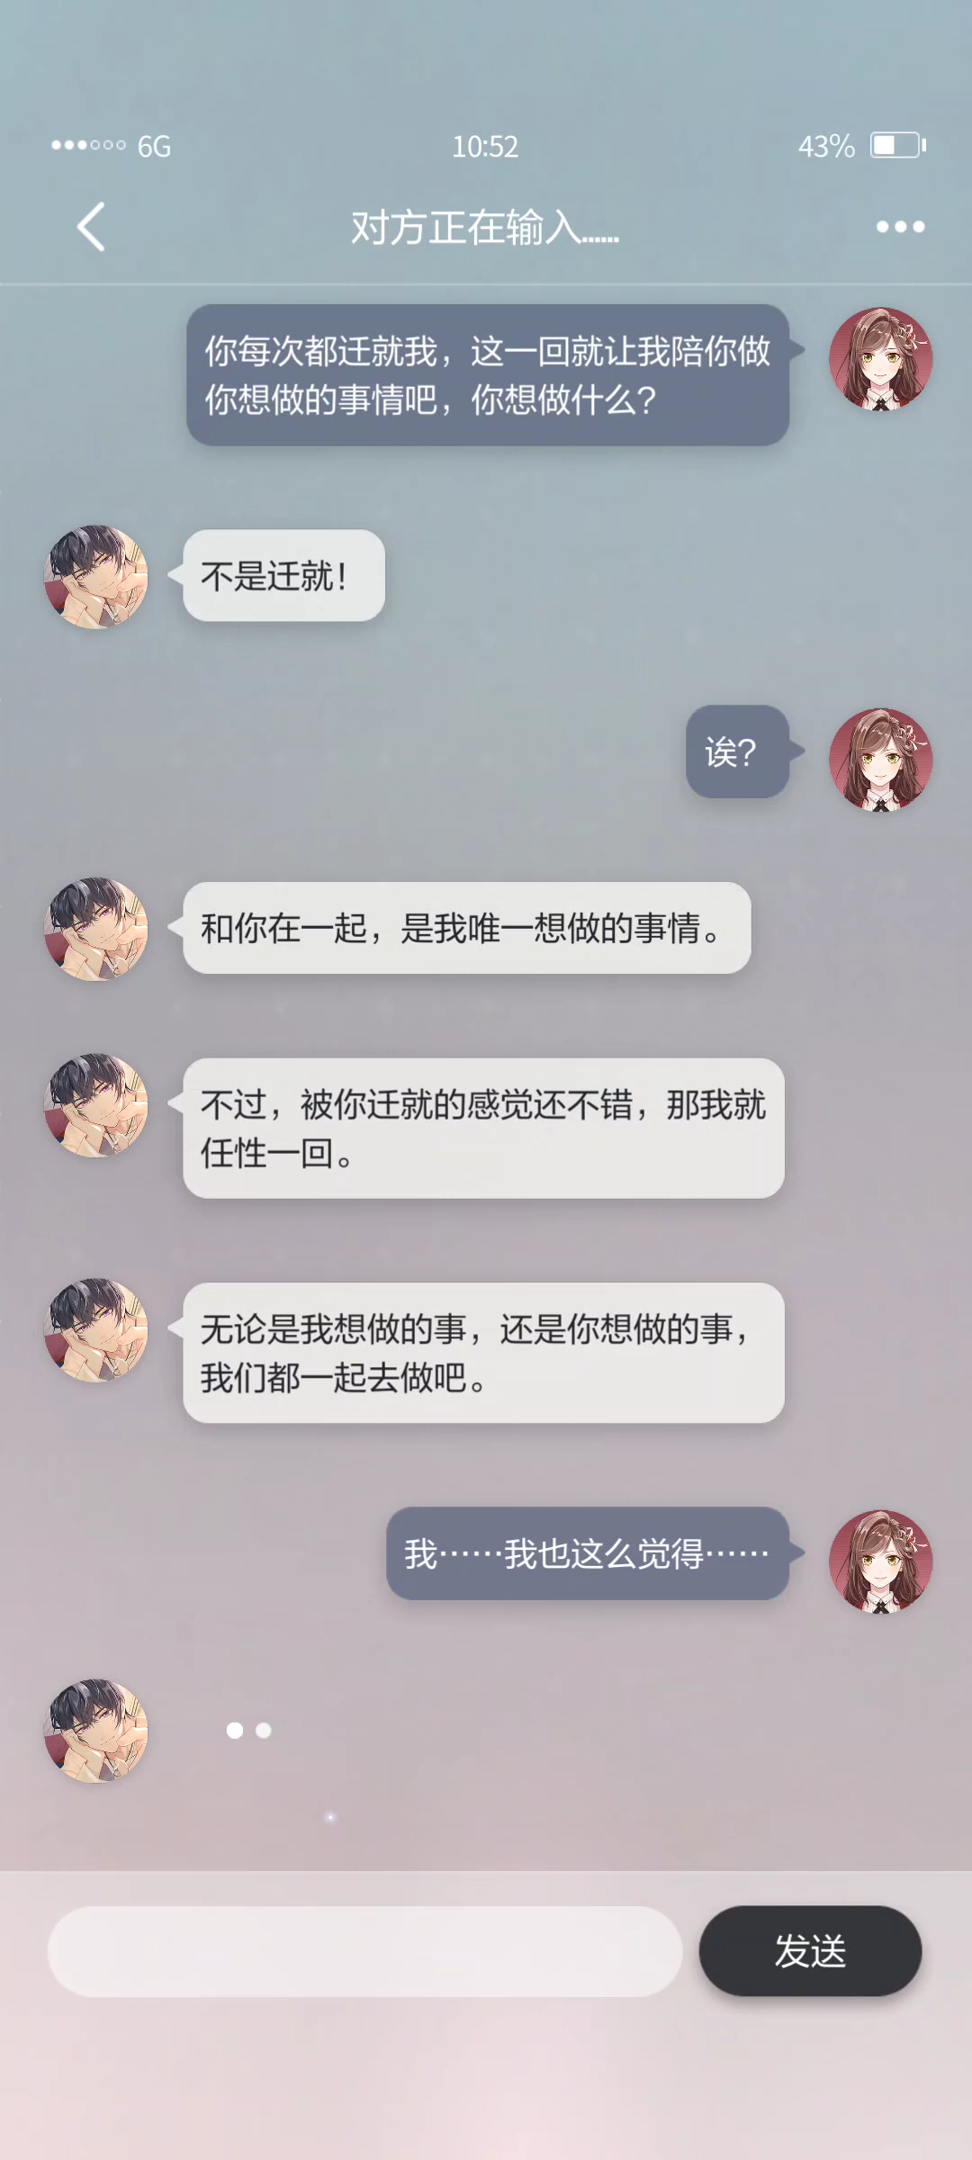 6G
10:52
43%
对方正在输入……
你每次都迁就我，这一回就让我陪你做
你想做的事情吧，你想做什么？
不是迁就！
诶？
和你在一起，是我唯一想做的事情。
不过，被你迁就的感觉还不错，那我就
任性一回。
无论是我想做的事，还是你想做的事，
我们都一起去做吧。
我……我也这么觉得……
发送